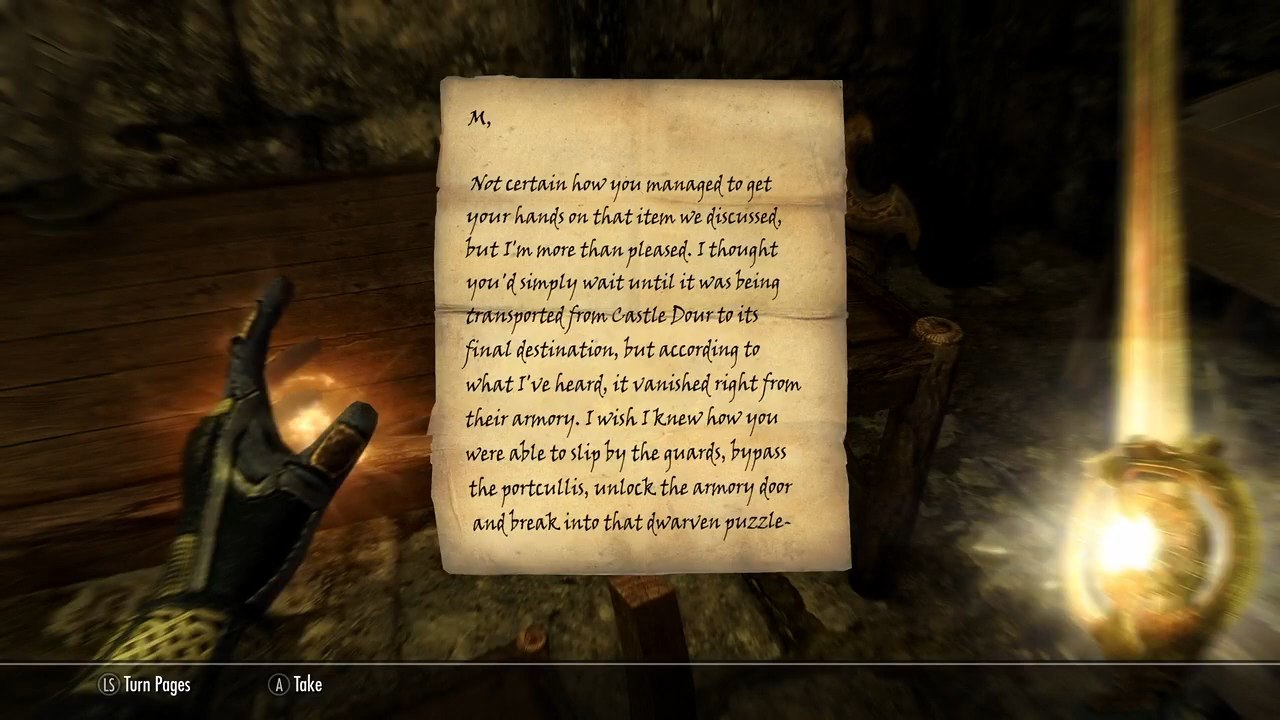 M,
Not certain how you managed to get
your hands on that item we discussed,
but I'm more than pleased. I thought
you'd simply wait until it was being
transported from Castle Dour to its
final destination, but according to
what I've heard, it vanished right from
their armory. I wish I knew how you
were able to slip by the guards, bypass
the portcullis, unlock the armory door
and break into that dwarven puzzle-
LS Turn Pages
A Take